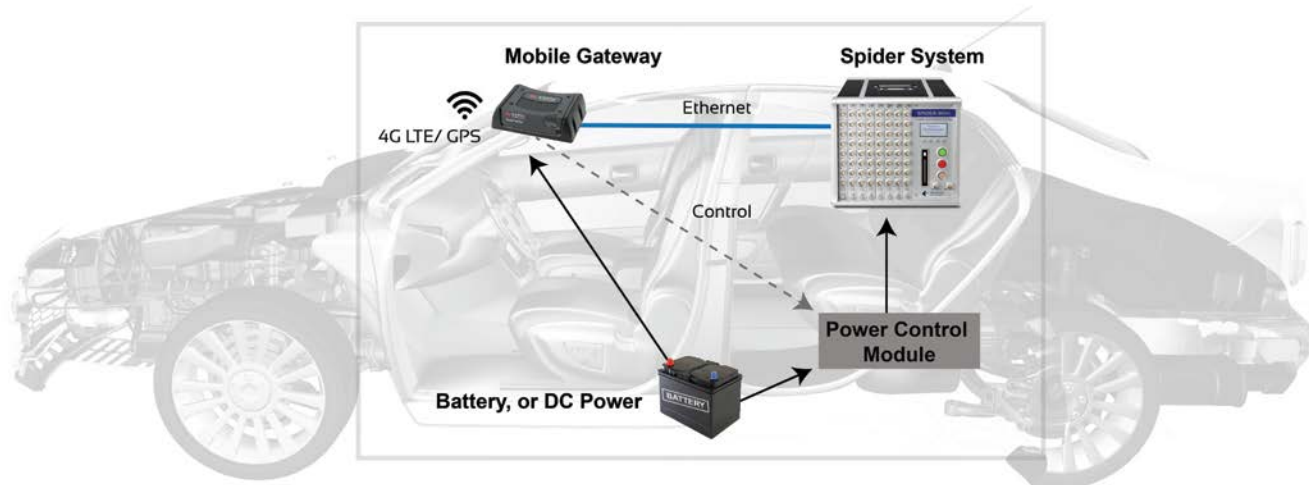 Mobile Gateway
Spider System
Ethernet
4G LTE/ GPS
Control
Power Control
Module
Battery, or DC Power
BATTERY